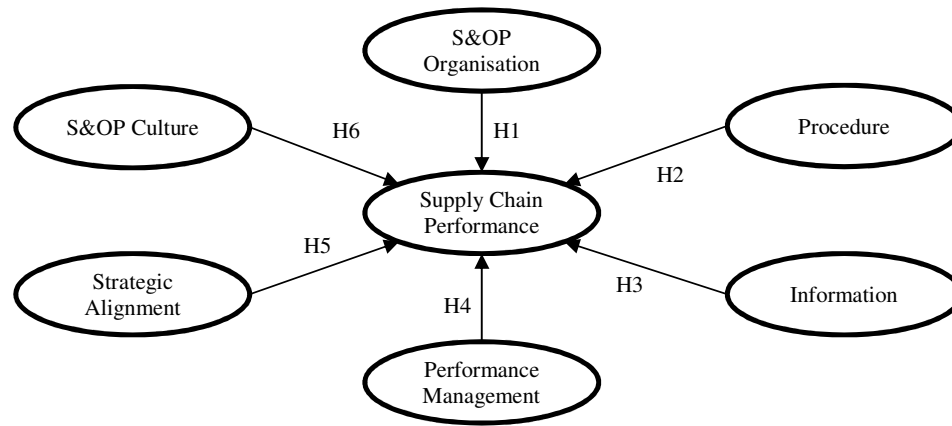 S&OP
Organisation
S&OP Culture
H6
H1
Procedure
H2
Supply Chain
Performance
H5
Strategic
Alignment
H4
H3
Information
Performance
Management